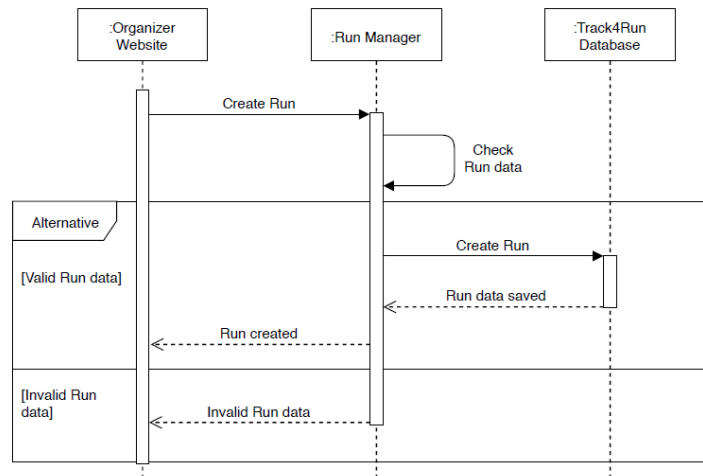 :Organizer
Website
:Run Manager
:Track4Run
Database
Create Run
Check
Run data
Alternative
Create Run
[Valid Run data]
Run data saved
Run created
[Invalid Run
data]
Invalid Run data